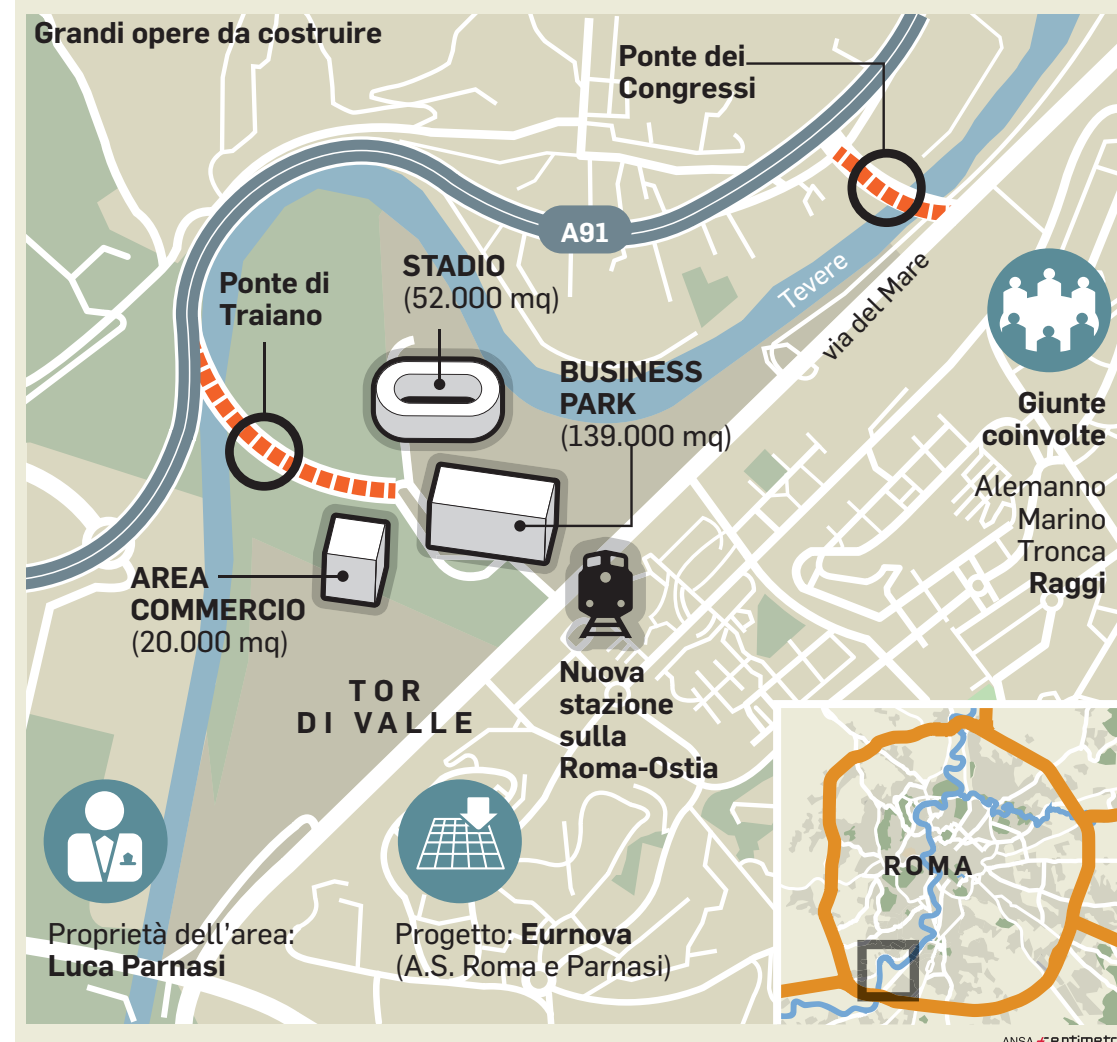 Grandi opere da costruire
Ponte dei
Congressi
A91
Tevere
via del Mare
Ponte di
Traiano
STADIO
(52.000 mq)
BUSINESS
PARK
(139.000 mq)
Giunte
coinvolte
Alemanno
Marino
Tronca
Raggi
AREA
COMMERCIO
(20.000 mq)
TOR
DI VALLE
Nuova
stazione
sulla
Roma-Ostia
ROMA
Proprietà dell'area:
Luca Parnasi
Progetto: Eurnova
(A.S. Roma e Parnasi)
ANSA